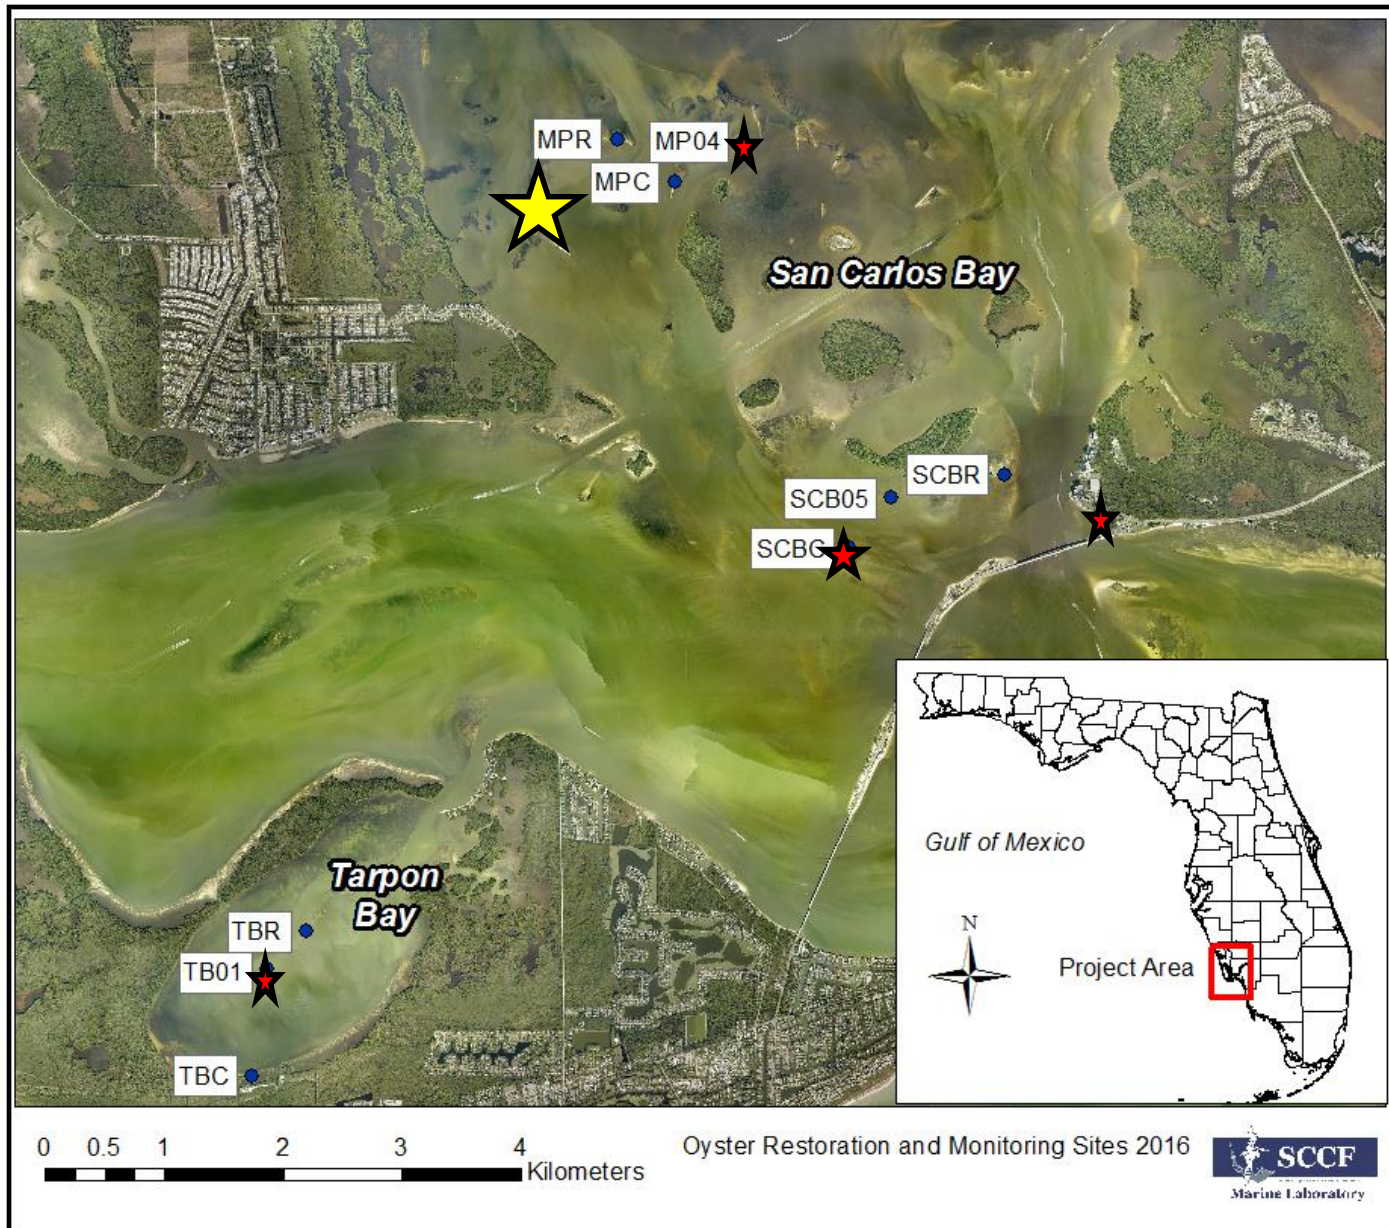 MPR
MP04
MPC
San Carlos Bay
SCBR
SCB05
SCBC
Tarpon
Bay
TBR
TB01
TBC
Gulf of Mexico
N
Project Area
0 0.5 1 2 3 4
Kilometers
Oyster Restoration and Monitoring Sites 2016
SCCF
Marine Laboratory